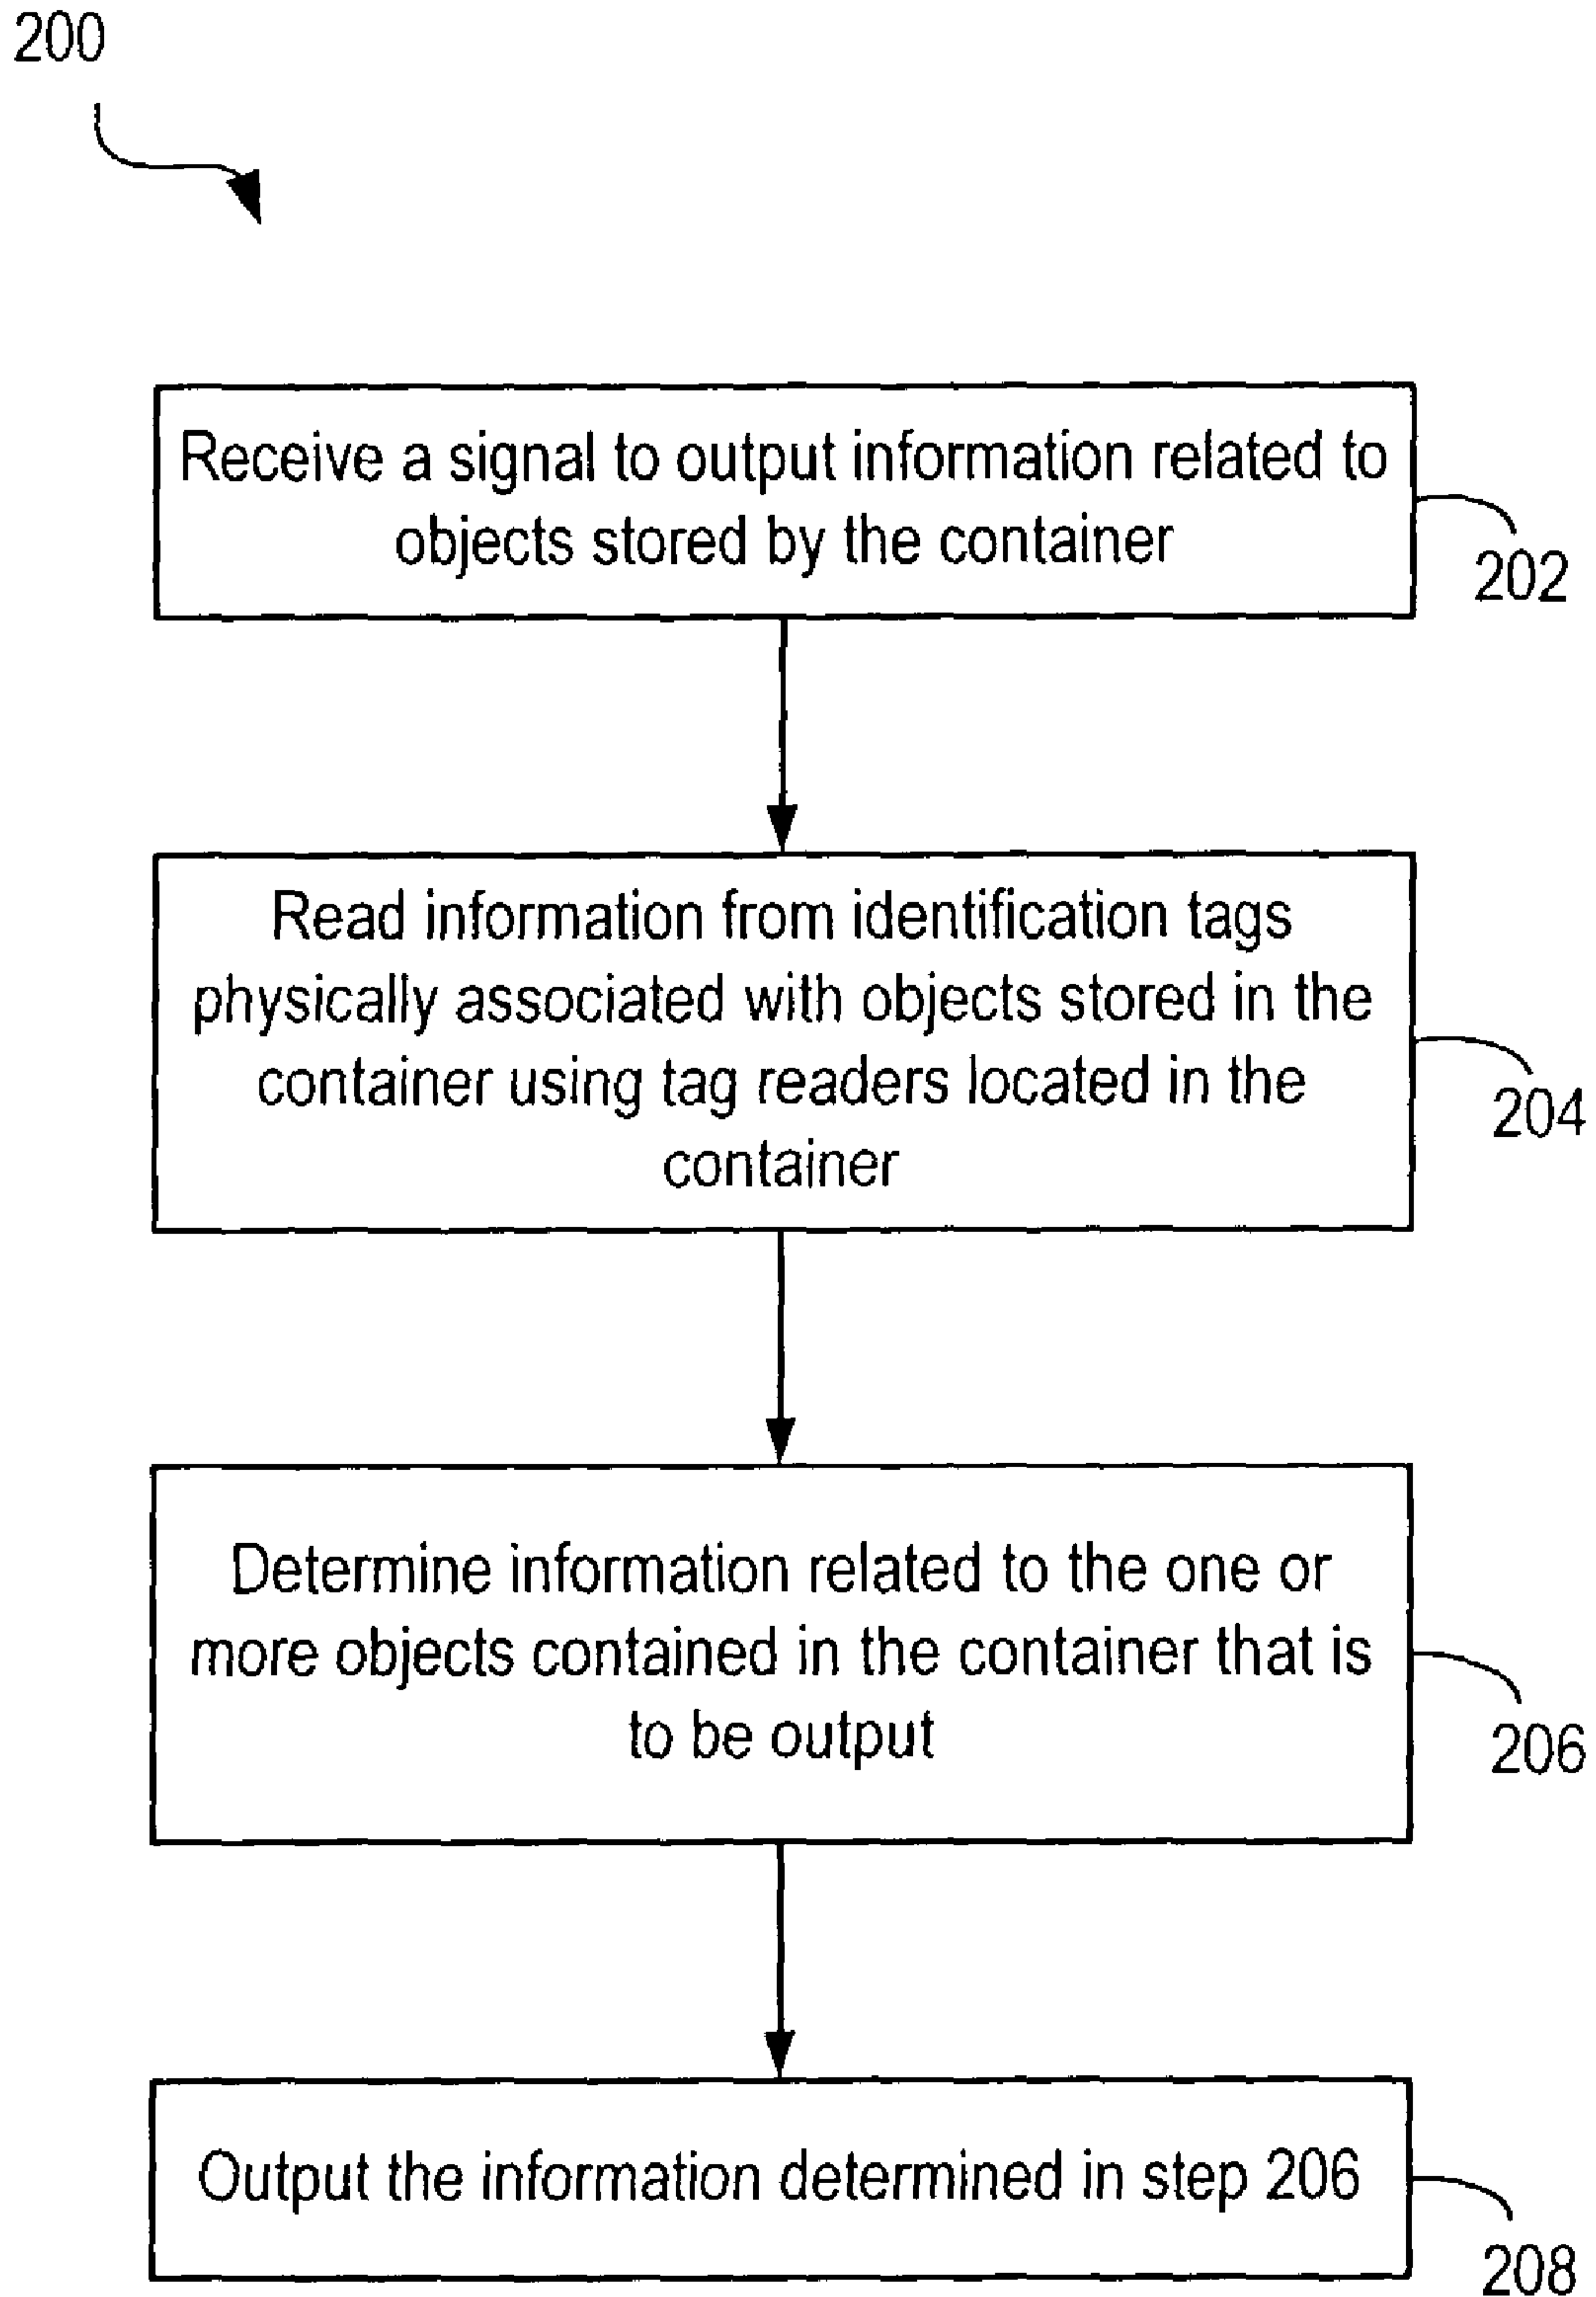 200
Receive a signal to output information related to
objects stored by the container
202
Read information from identification tags
physically associated with objects stored in the
container using tag readers located in the
container
204
Determine information related to the one or
more objects contained in the container that is
to be output
206
Output the information determined in step 206
208